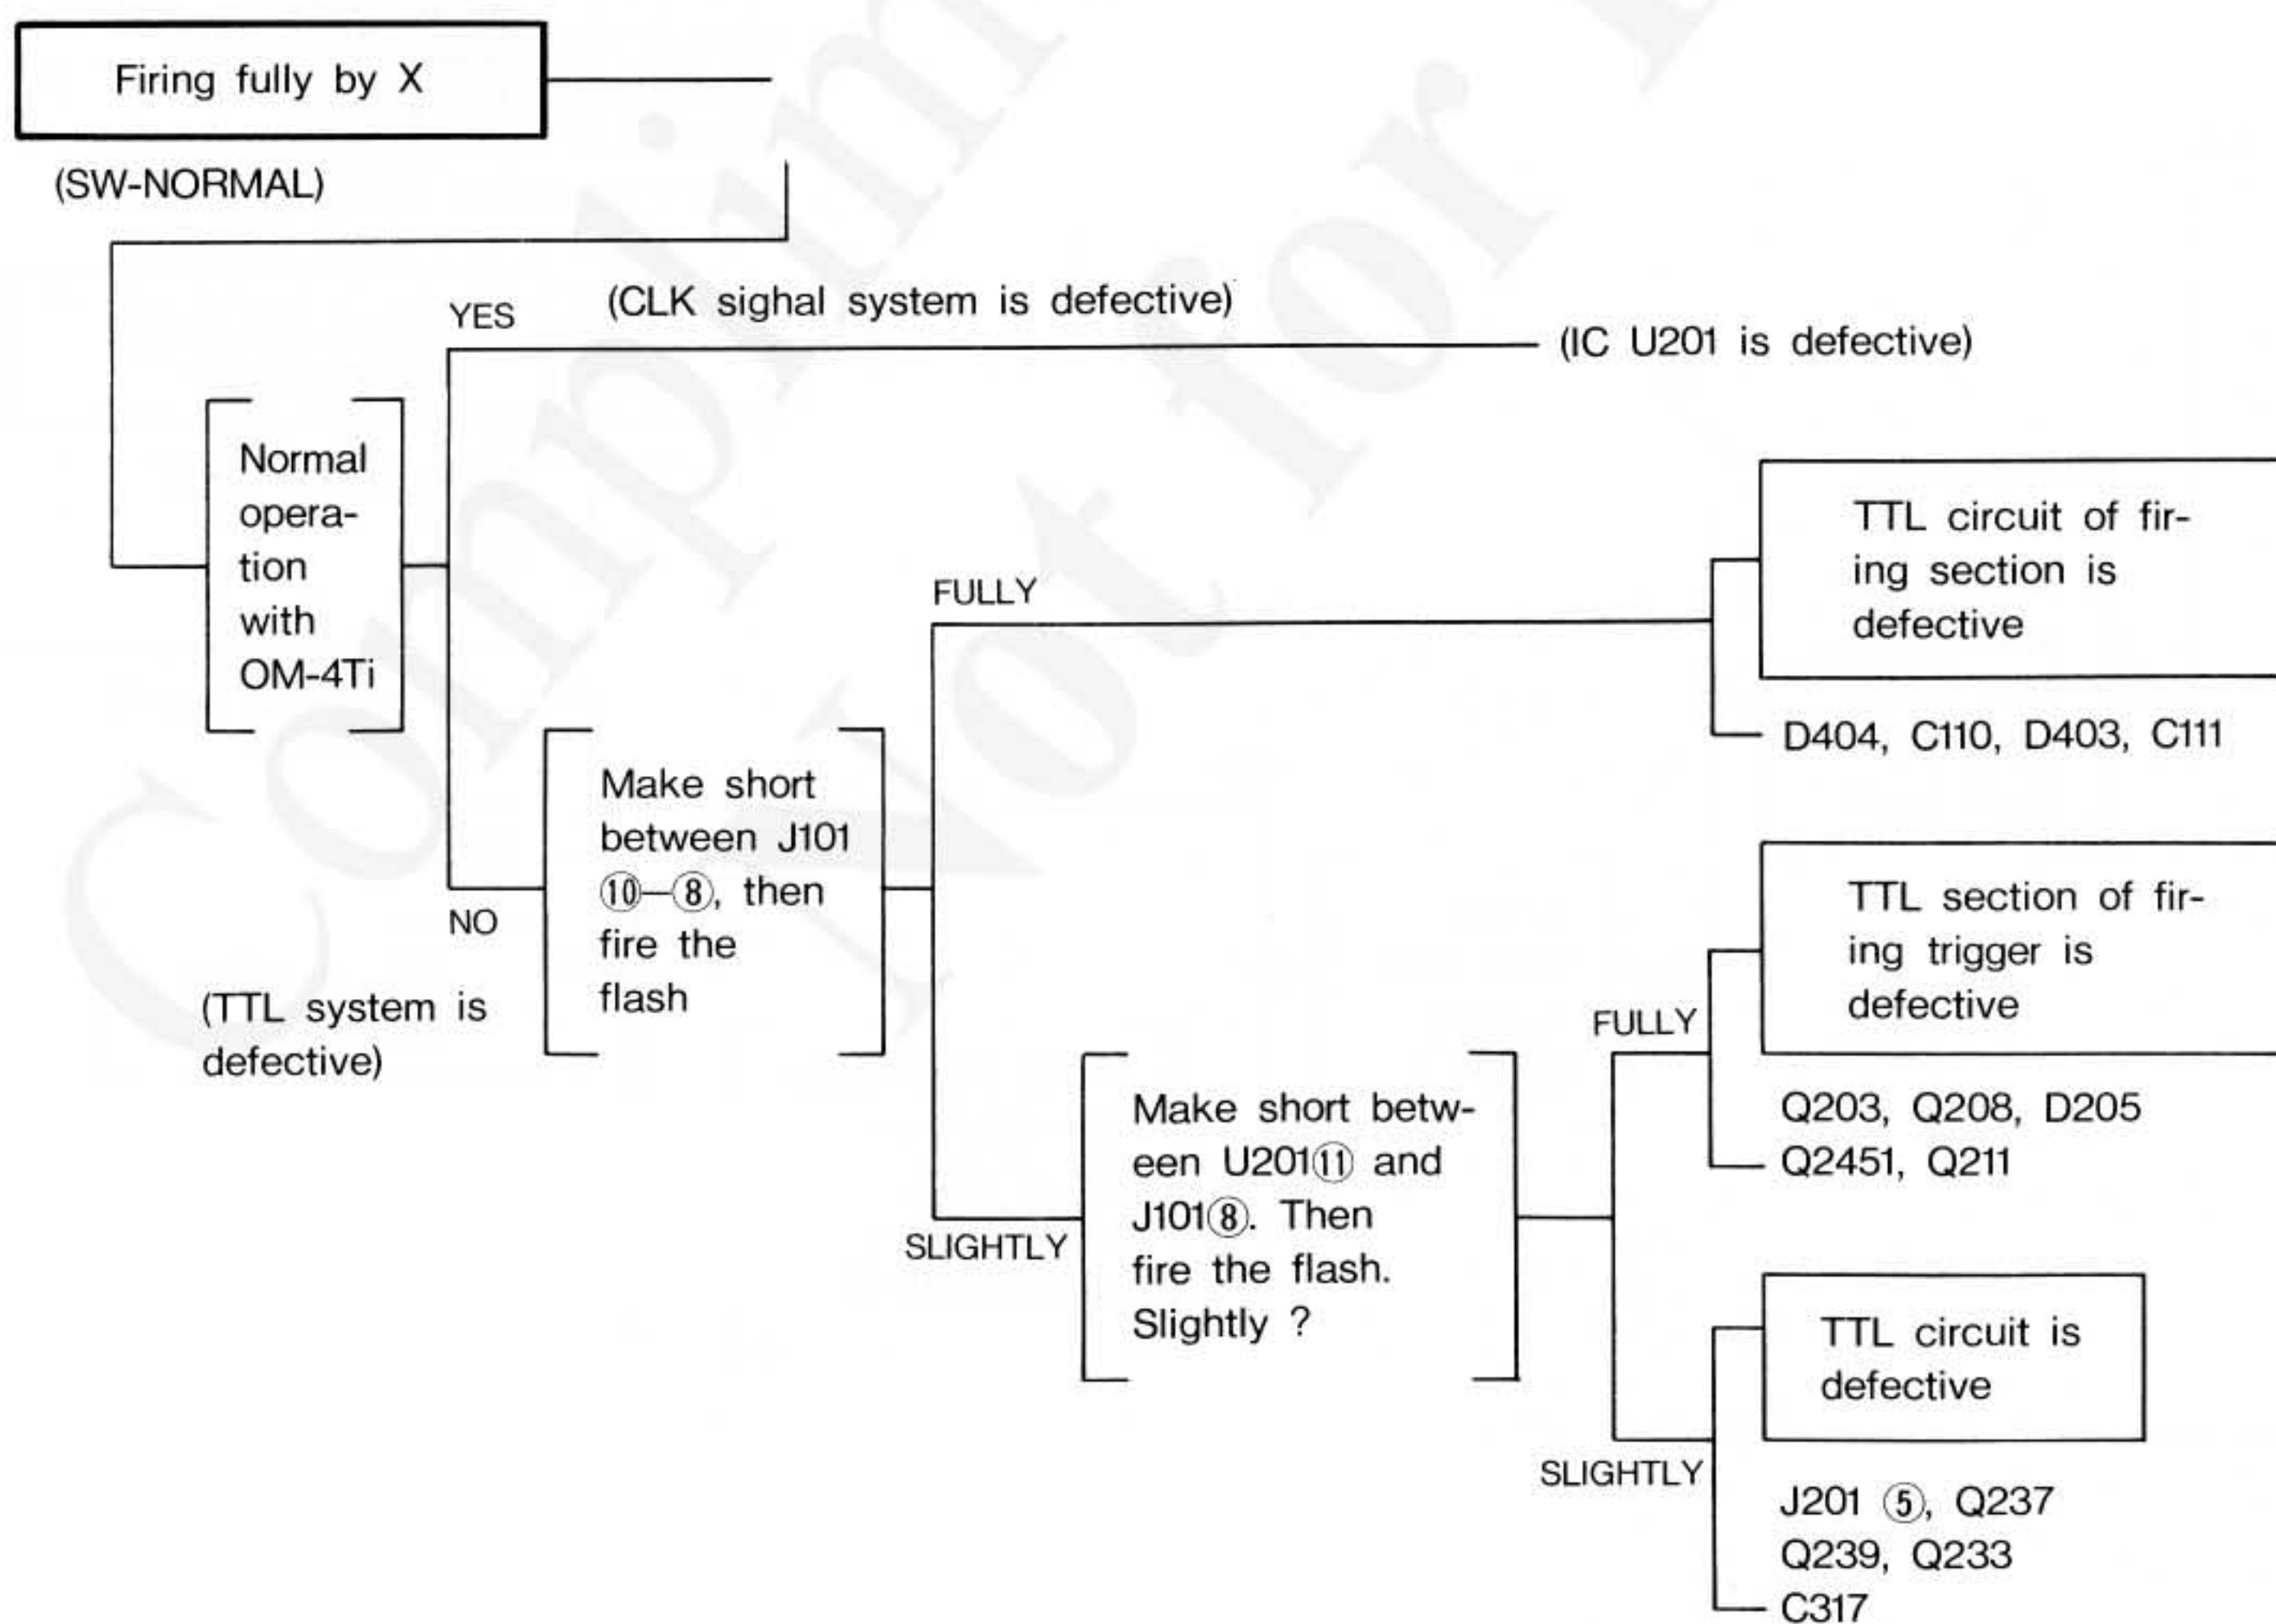 Firing fully by X
(SW-NORMAL)
YES
(CLK sighal system is defective)
(IC U201 is defective)
Normal
opera-
tion
with
OM-4Ti
FULLY
TTL circuit of fir-
ing section is
defective
D404, C110, D403, C111
NO
(TTL system is
defective)
Make short
between J101
⑩—⑧, then
fire the
flash
SLIGHTLY
Make short betw-
een U201⑪ and
J101⑧. Then
fire the flash.
Slightly ?
FULLY
TTL section of fir-
ing trigger is
defective
Q203, Q208, D205
Q2451, Q211
SLIGHTLY
TTL circuit is
defective
J201 ⑤, Q237
Q239, Q233
C317
Not for